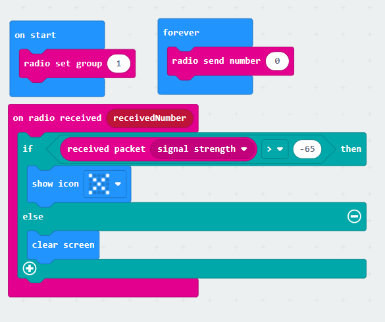 on start
radio set group 1
forever
radio send number 0
on radio received receivedNumber
if received packet signal strength > -65 then
show icon
else
clear screen